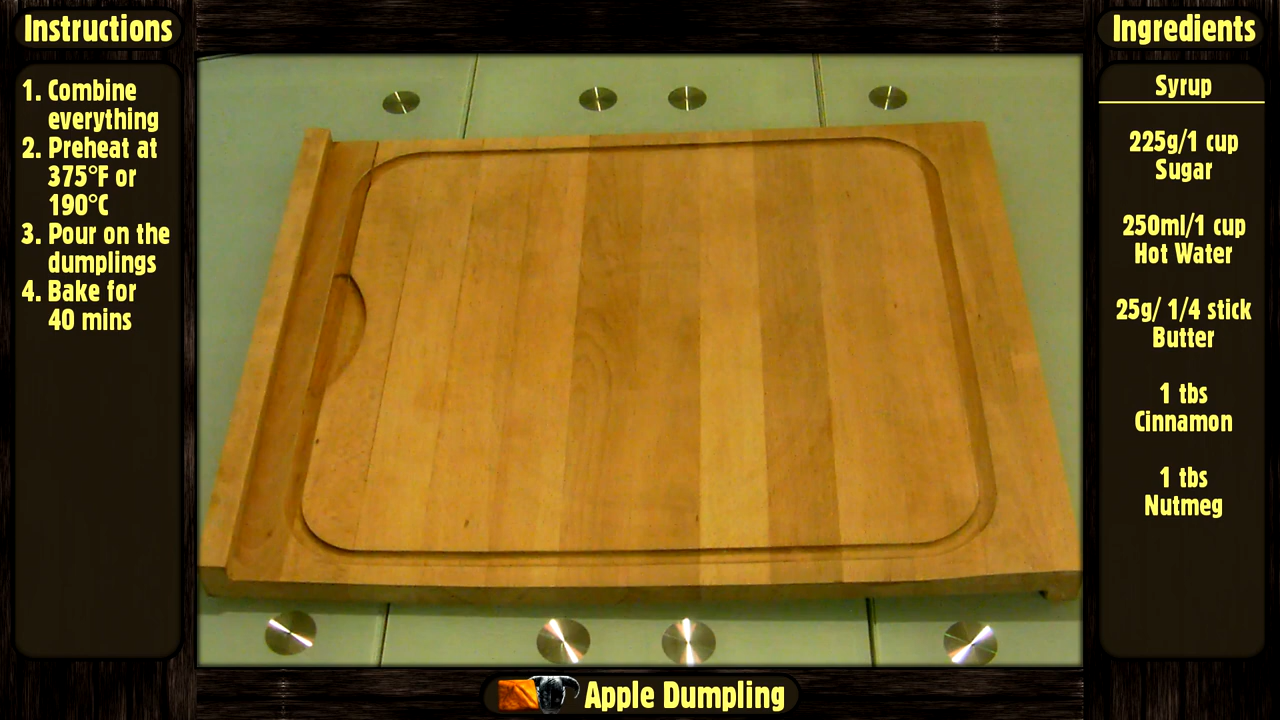 Instructions
1. Combine
everything
2. Preheat at
375°F or
190°C
3. Pour on the
dumplings
4. Bake for
40 mins
Ingredients
Syrup
225g/1 cup
Sugar
250ml/1 cup
Hot Water
25g/ 1/4 stick
Butter
1 tbs
Cinnamon
1 tbs
Nutmeg
Apple Dumpling